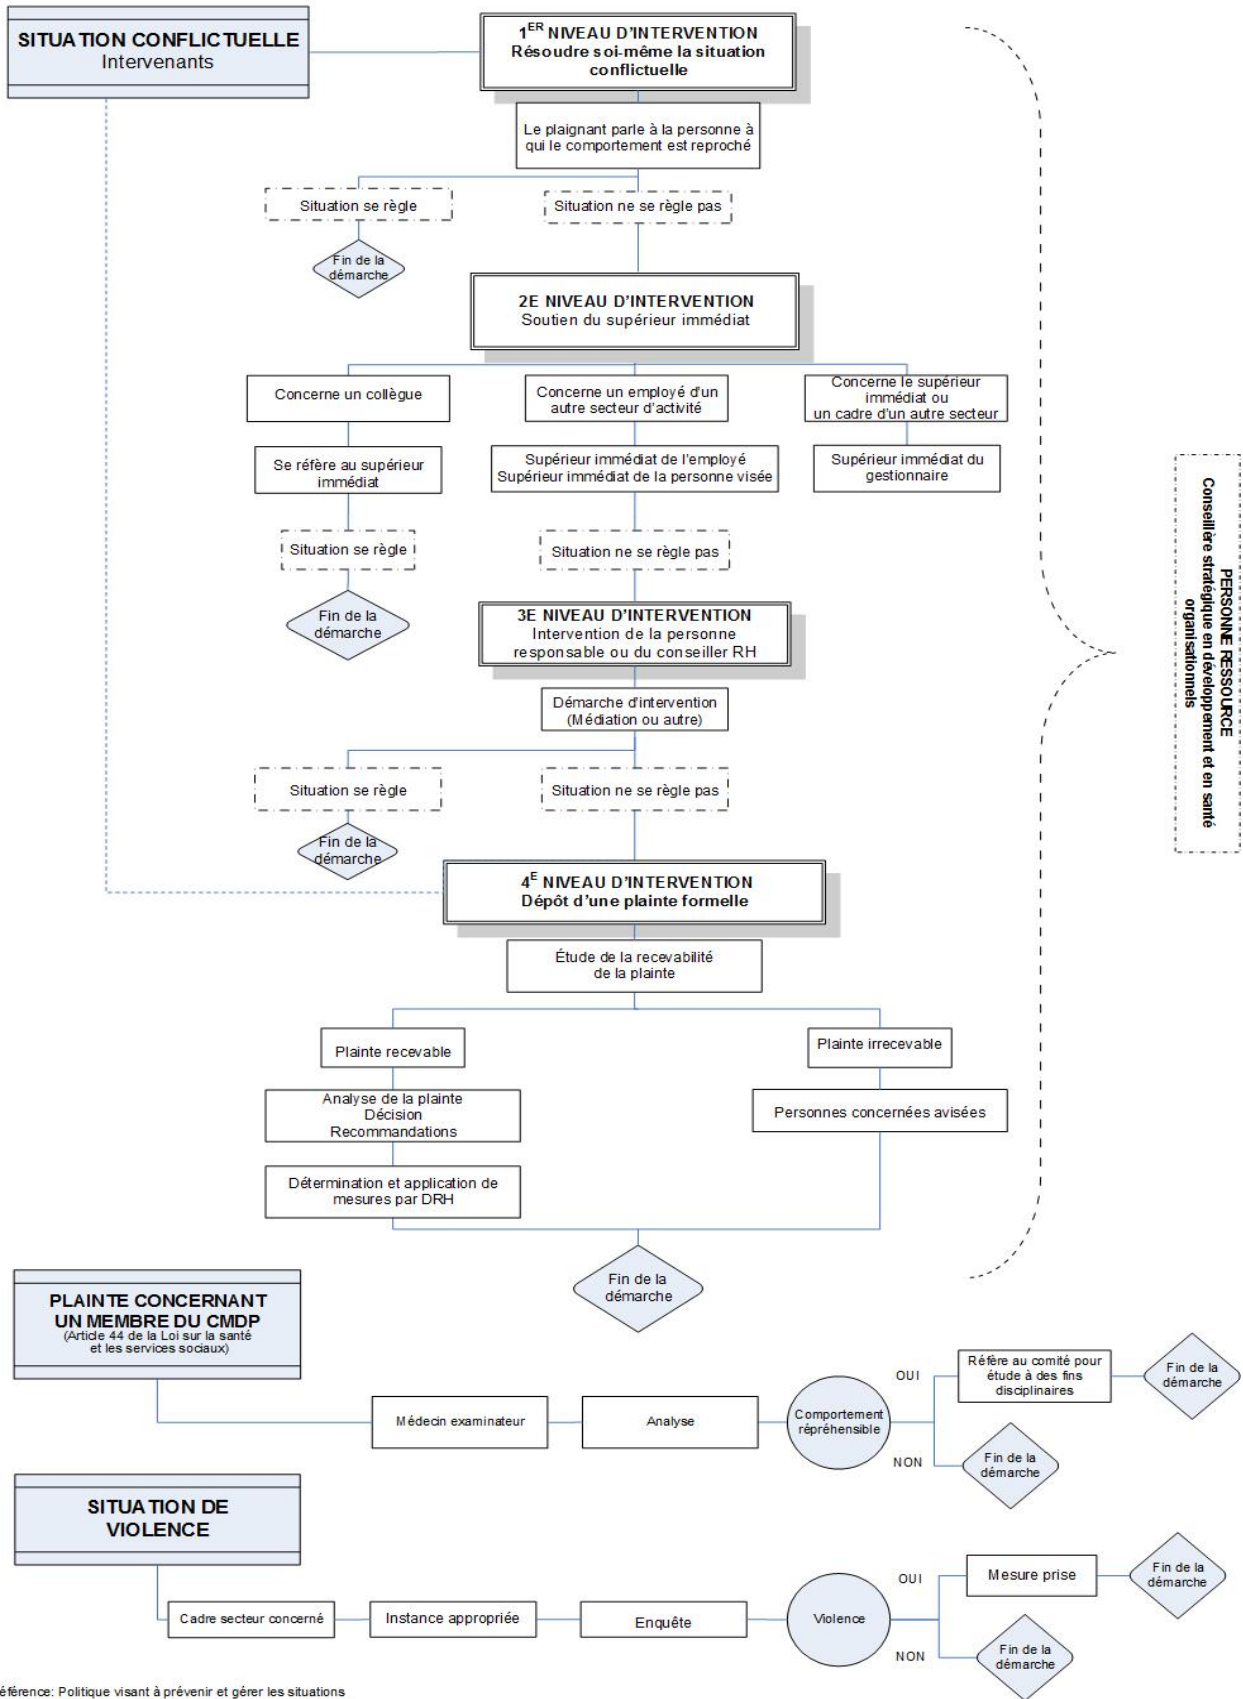 SITUATION CONFLICTUELLE
Intervenants
1ER NIVEAU D'INTERVENTION
Résoudre soi-même la situation
conflictuelle
Le plaignant parle à la personne à
qui le comportement est reproché
Situation se règle
Situation ne se règle pas
Fin de la
démarche
2E NIVEAU D'INTERVENTION
Soutien du supérieur immédiat
Concerne un collègue
Concerne un employé d'un
autre secteur d'activité
Concerne le supérieur
immédiat ou
un cadre d'un autre secteur
Se réfère au supérieur
immédiat
Supérieur immédiat de l'employé
Supérieur immédiat de la personne visée
Supérieur immédiat du
gestionnaire
Situation se règle
Situation ne se règle pas
Fin de la
démarche
3E NIVEAU D'INTERVENTION
Intervention de la personne
responsable ou du conseiller RH
Démarche d'intervention
(Médiation ou autre)
Situation se règle
Situation ne se règle pas
Fin de la
démarche
4E NIVEAU D'INTERVENTION
Dépôt d'une plainte formelle
Étude de la recevabilité
de la plainte
Plainte recevable
Plainte irrecevable
Analyse de la plainte
Décision
Recommandations
Personnes concernées avisées
Détermination et application de
mesures par DRH
Fin de la
démarche
PERSONNE RESSOURCE
Conseillère stratégique en développement et en santé
organisationnels
PLAINTE CONCERNANT
UN MEMBRE DU CMDP
(Article 44 de la Loi sur la santé
et les services sociaux)
Médecin examinateur
Analyse
Comportement
répréhensible
OUI
Réfère au comité pour
étude à des fins
disciplinaires
Fin de la
démarche
NON
Fin de la
démarche
SITUATION DE
VIOLENCE
Cadre secteur concerné
Instance appropriée
Enquête
Violence
OUI
Mesure prise
Fin de la
démarche
NON
Fin de la
démarche
éférence: Politique visant à prévenir et gérer les situations